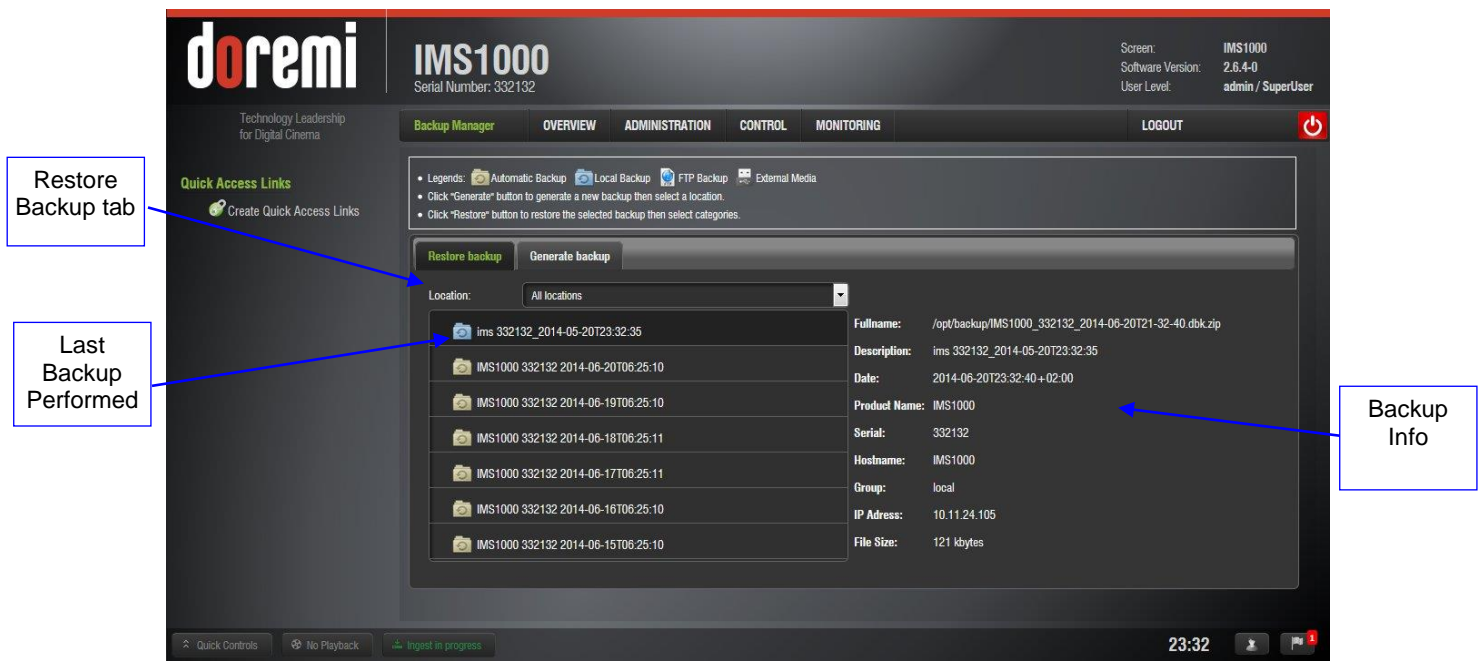 doremi
Technology Leadership
for Digital Cinema
IMS1000
Serial Number: 332132
Screen: IMS1000
Software Version: 2.6.4-0
User Level: admin / SuperUser
Backup Manager OVERVIEW ADMINISTRATION CONTROL MONITORING LOGOUT
Restore
Backup tab
Quick Access Links
Create Quick Access Links
• Legends: Automatic Backup Local Backup FTP Backup External Media
• Click "Generate" button to generate a new backup then select a location.
• Click "Restore" button to restore the selected backup then select categories.
Restore backup Generate backup
Location: All locations
Last
Backup
Performed
ims 332132_2014-05-20T23:32:35
IMS1000 332132 2014-06-20T06:25:10
IMS1000 332132 2014-06-19T06:25:10
IMS1000 332132 2014-06-18T06:25:11
IMS1000 332132 2014-06-17T06:25:11
IMS1000 332132 2014-06-16T06:25:10
IMS1000 332132 2014-06-15T06:25:10
Fullname: /opt/backup/IMS1000_332132_2014-06-20T21-32-40.dbk.zip
Description: ims 332132_2014-05-20T23:32:35
Date: 2014-06-20T23:32:40+02:00
Product Name: IMS1000
Serial: 332132
Hostname: IMS1000
Group: local
IP Adress: 10.11.24.105
File Size: 121 kbytes
Backup
Info
Quick Controls No Playback Ingest in progress 23:32 1